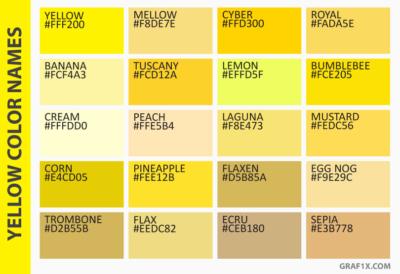 YELLOW COLOR NAMES
YELLOW
#FFF200
MELLOW
#F8DE7E
CYBER
#FFD300
ROYAL
#FADA5E
BANANA
#FCF4A3
TUSCANY
#FCD12A
LEMON
#EFFD5F
BUMBLEBEE
#FCE205
CREAM
#FFFDD0
PEACH
#FFE5B4
LAGUNA
#F8E473
MUSTARD
#FEDC56
CORN
#E4CD05
PINEAPPLE
#FEE12B
FLAXEN
#D5B85A
EGG NOG
#F9E29C
TROMBONE
#D2B55B
FLAX
#EEDC82
ECRU
#CEB180
SEPIA
#E3B778
GRAF1X.COM